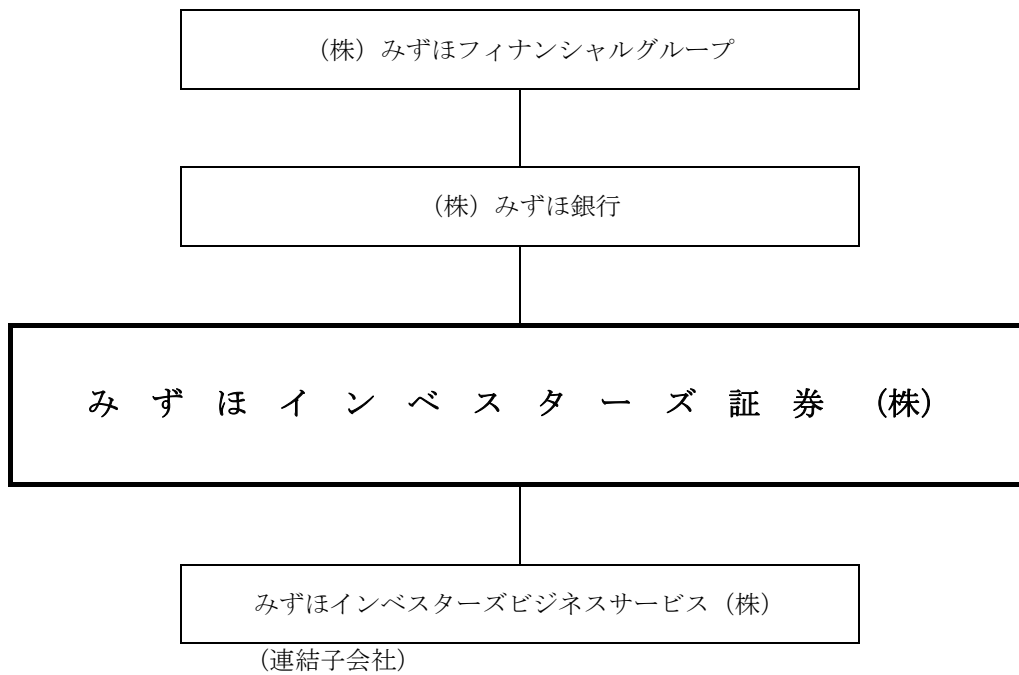 （株）みずほフィナンシャルグループ
（株）みずほ銀行
みずほインベスターズ証券　（株）
みずほインベスターズビジネスサービス（株）
（連結子会社）